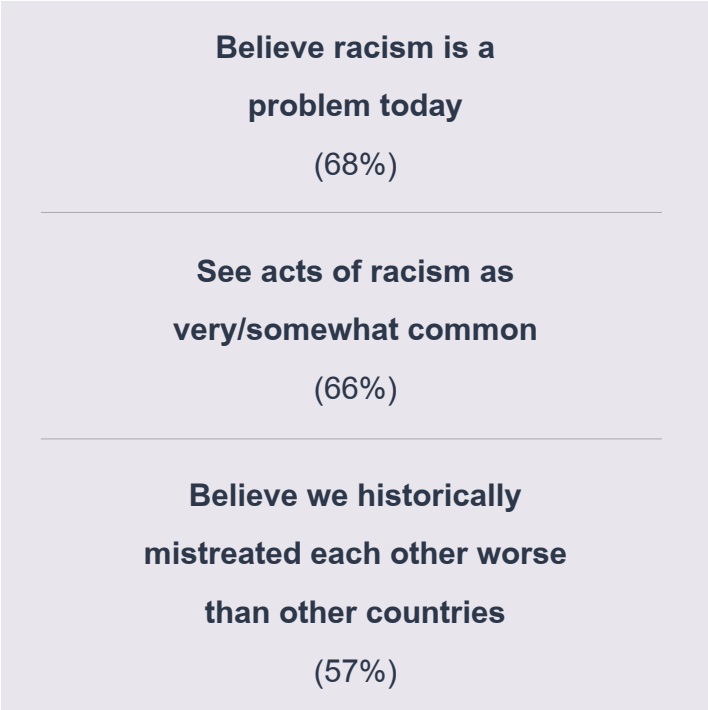 Believe racism is a
problem today
(68%)
See acts of racism as
very/somewhat common
(66%)
Believe we historically
mistreated each other worse
than other countries
(57%)